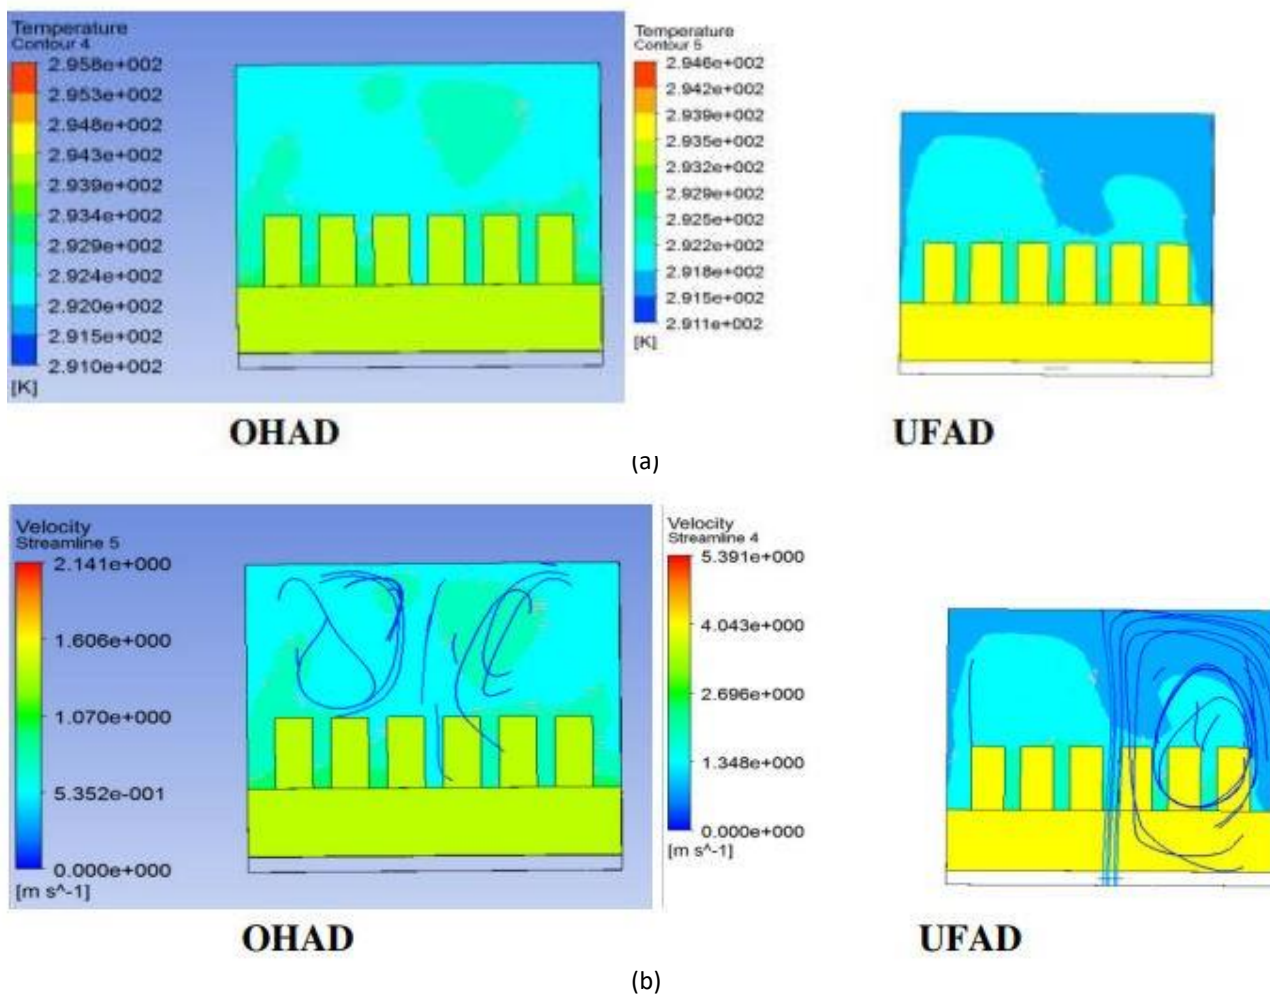 Temperature
Contour 4
2.958e+002
2.953e+002
2.948e+002
2.943e+002
2.939e+002
2.934e+002
2.929e+002
2.924e+002
2.920e+002
2.915e+002
2.910e+002
[K]
Temperature
Contour 5
2.946e+002
2.942e+002
2.939e+002
2.935e+002
2.932e+002
2.929e+002
2.925e+002
2.922e+002
2.918e+002
2.915e+002
2.911e+002
[K]
OHAD
UFAD
(a)
Velocity
Streamline 5
2.141e+000
1.606e+000
1.070e+000
5.352e-001
0.000e+000
[m s^-1]
Velocity
Streamline 4
5.391e+000
4.043e+000
2.696e+000
1.348e+000
0.000e+000
[m s^-1]
OHAD
UFAD
(b)